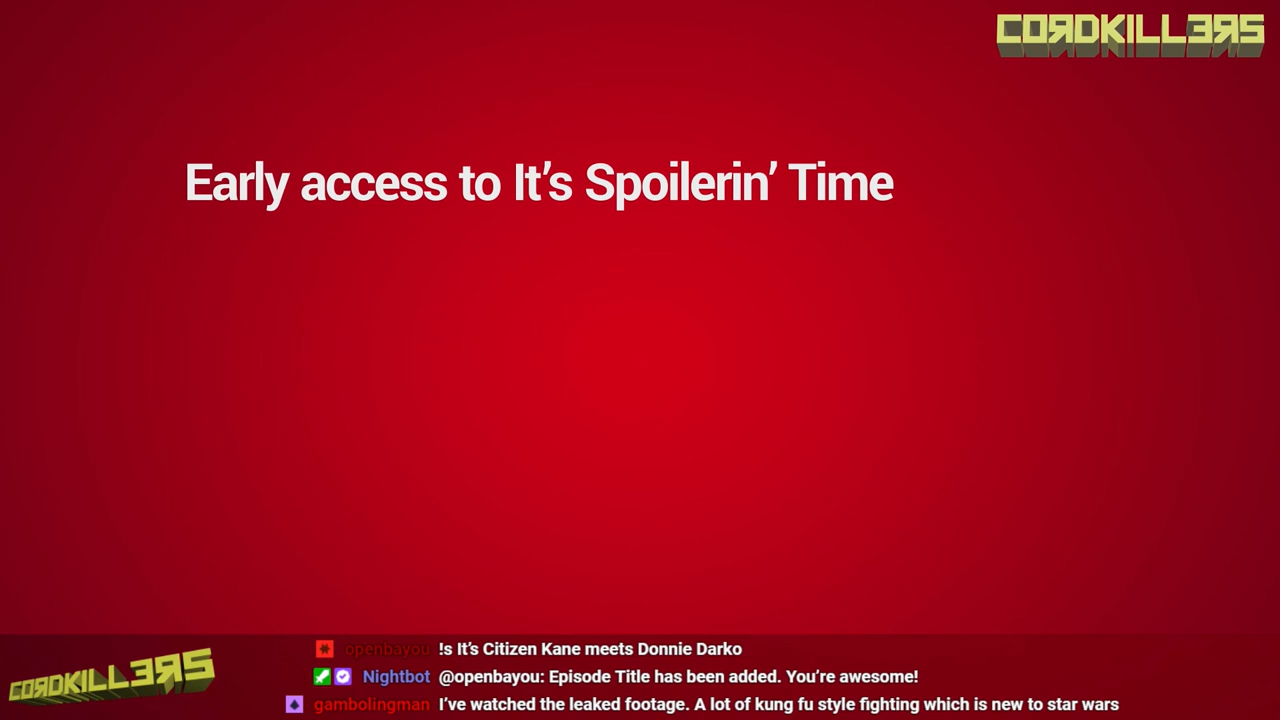 CORDKILLERS
Early access to It's Spoilerin' Time
openbayou !s It's Citizen Kane meets Donnie Darko
CORDKILLERS
Nightbot @openbayou: Episode Title has been added. You're awesome!
gambolingman I've watched the leaked footage. A lot of kung fu style fighting which is new to star wars